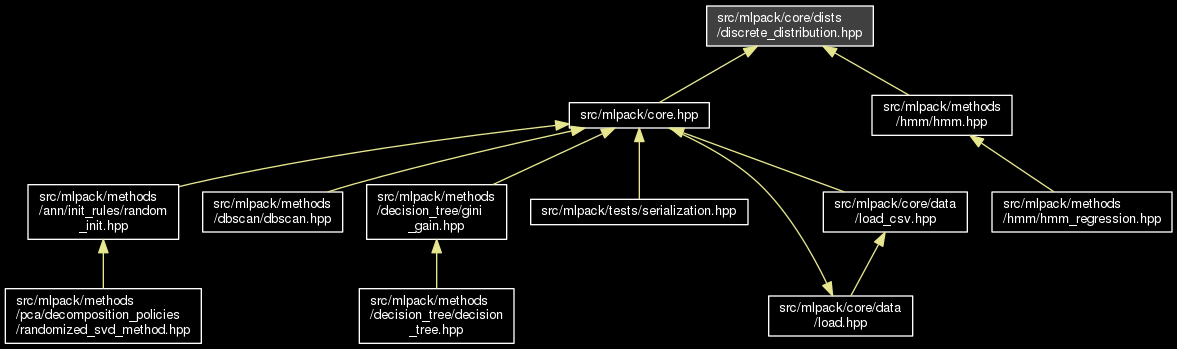 src/mlpack/core/dists
/discrete_distribution.hpp
src/mlpack/core.hpp
src/mlpack/methods
/hmm/hmm.hpp
src/mlpack/methods
/ann/init_rules/random
_init.hpp
src/mlpack/methods
/dbscan/dbscan.hpp
src/mlpack/methods
/decision_tree/gini
_gain.hpp
src/mlpack/tests/serialization.hpp
src/mlpack/core/data
/load_csv.hpp
src/mlpack/methods
/hmm/hmm_regression.hpp
src/mlpack/methods
/pca/decomposition_policies
/randomized_svd_method.hpp
src/mlpack/methods
/decision_tree/decision
_tree.hpp
src/mlpack/core/data
/load.hpp